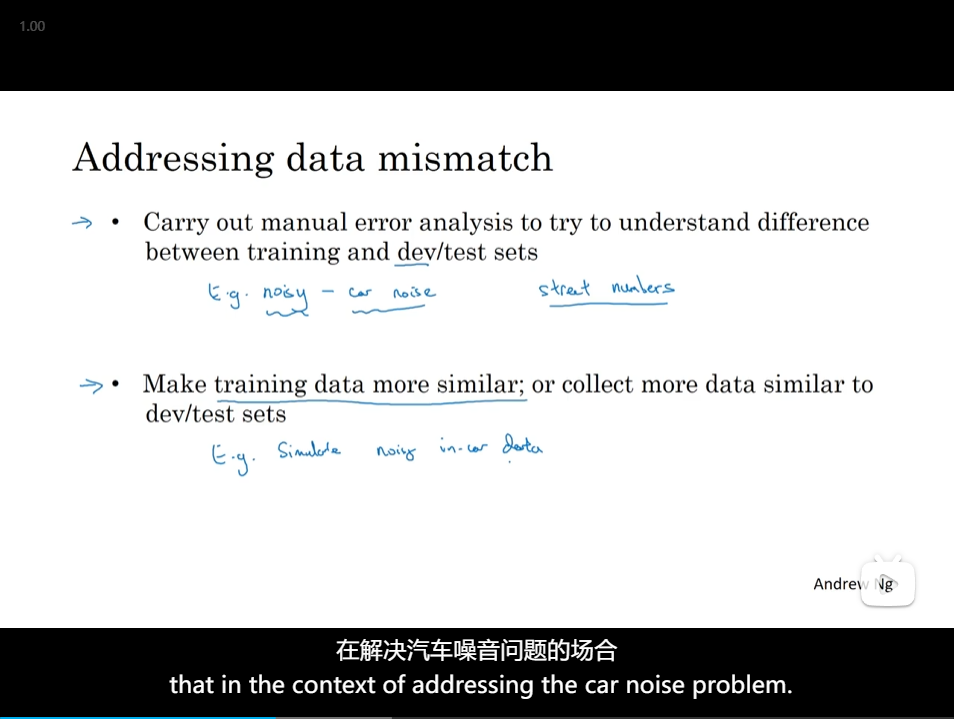 1.00
Addressing data mismatch
→ • Carry out manual error analysis to try to understand difference
between training and dev/test sets
E.g. noisy - car noise street numbers
→ • Make training data more similar; or collect more data similar to
dev/test sets
E.g. Simulate noisy in-car data
Andrew Ng
在解决汽车噪音问题的场合
that in the context of addressing the car noise problem.